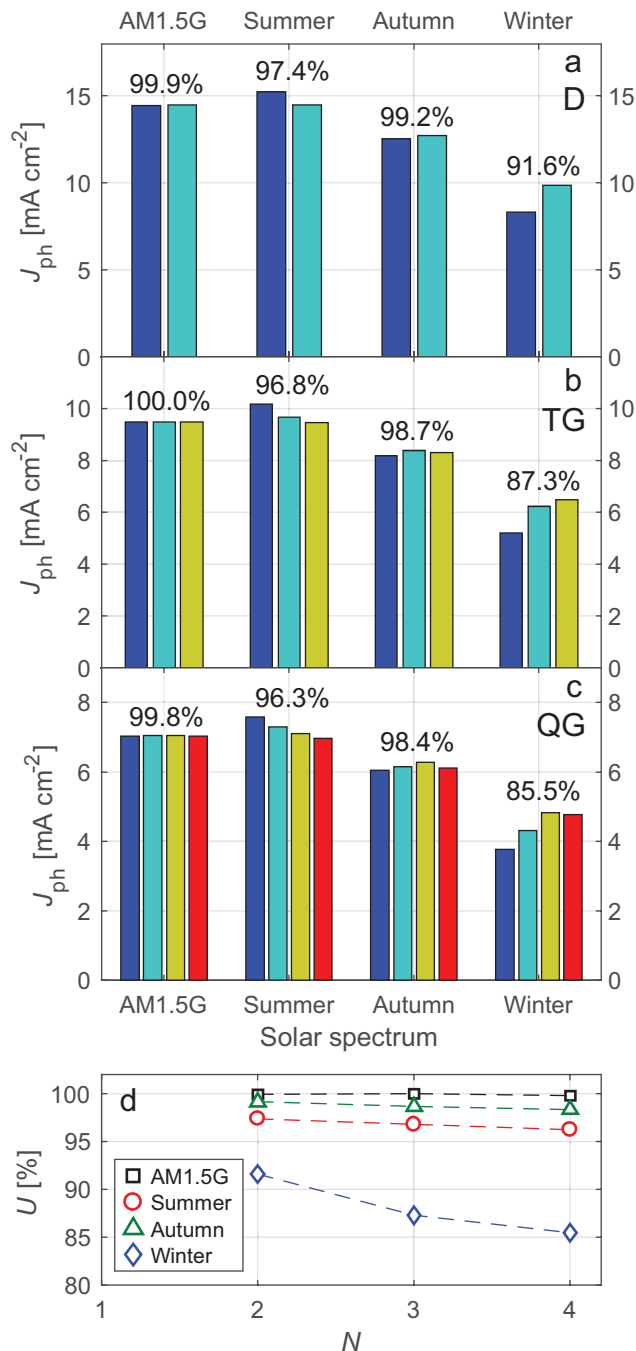 AM1.5G Summer Autumn Winter
a
D
99.9% 97.4% 99.2% 91.6%
J_ph [mA cm⁻²]
15 15
10 10
5 5
0 0
b
TG
100.0% 96.8% 98.7% 87.3%
J_ph [mA cm⁻²]
10 10
8 8
6 6
4 4
2 2
0 0
c
QG
99.8% 96.3% 98.4% 85.5%
J_ph [mA cm⁻²]
8 8
6 6
4 4
2 2
0 0
AM1.5G Summer Autumn Winter
Solar spectrum
d
U [%]
100
95
90
85
80
AM1.5G
Summer
Autumn
Winter
1 2 3 4
N